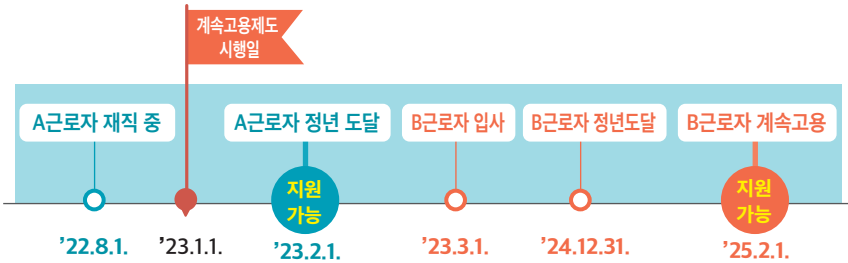 계속고용제도
시행일
A근로자 재직 중
A근로자 정년 도달
B근로자 입사
B근로자 정년도달
B근로자 계속고용
지원
가능
지원
가능
’22.8.1.
’23.1.1.
’23.2.1.
’23.3.1.
’24.12.31.
’25.2.1.